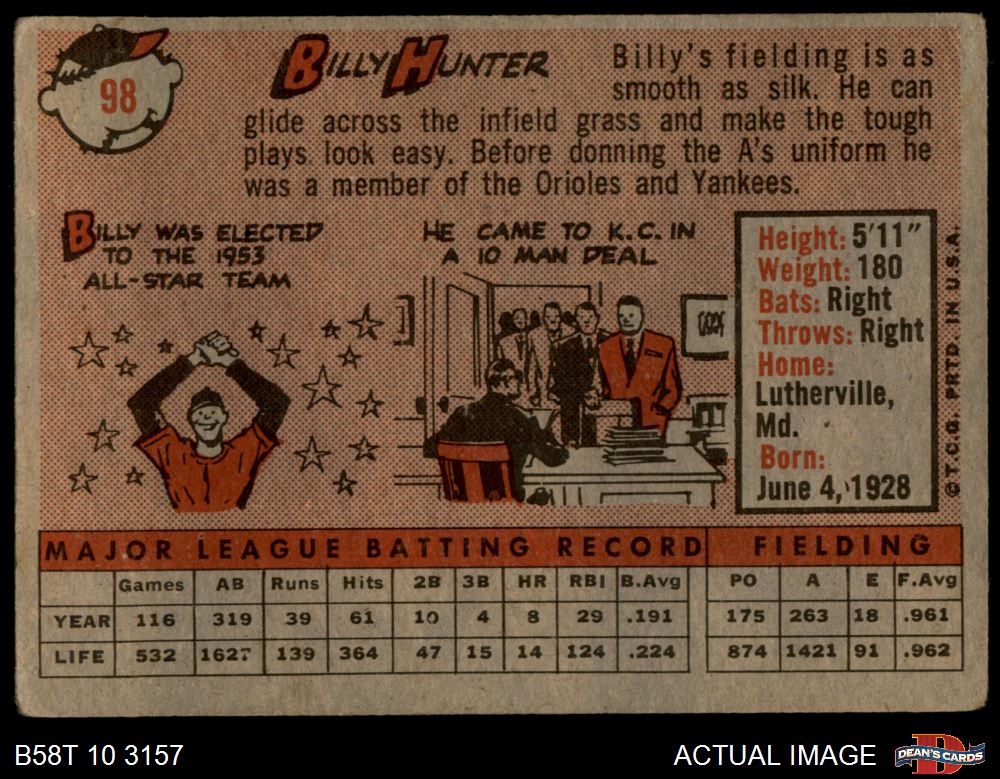 98
BILLY HUNTER
Billy's fielding is as
smooth as silk. He can
glide across the infield grass and make the tough
plays look easy. Before donning the A's uniform he
was a member of the Orioles and Yankees.
BILLY WAS ELECTED
TO THE 1953
ALL-STAR TEAM
HE CAME TO K.C. IN
A 10 MAN DEAL
Height: 5'11"
Weight: 180
Bats: Right
Throws: Right
Home:
Lutherville,
Md.
Born:
June 4, 1928
© T.C.G. PRTD. IN U.S.A.
MAJOR LEAGUE BATTING RECORD FIELDING
Games AB Runs Hits 2B 3B HR RBI B.Avg PO A E F.Avg
YEAR 116 319 39 61 10 4 8 29 .191 175 263 18 .961
LIFE 532 1627 139 364 47 15 14 124 .224 874 1421 91 .962
B58T 10 3157
ACTUAL IMAGE
D
DEAN'S CARDS